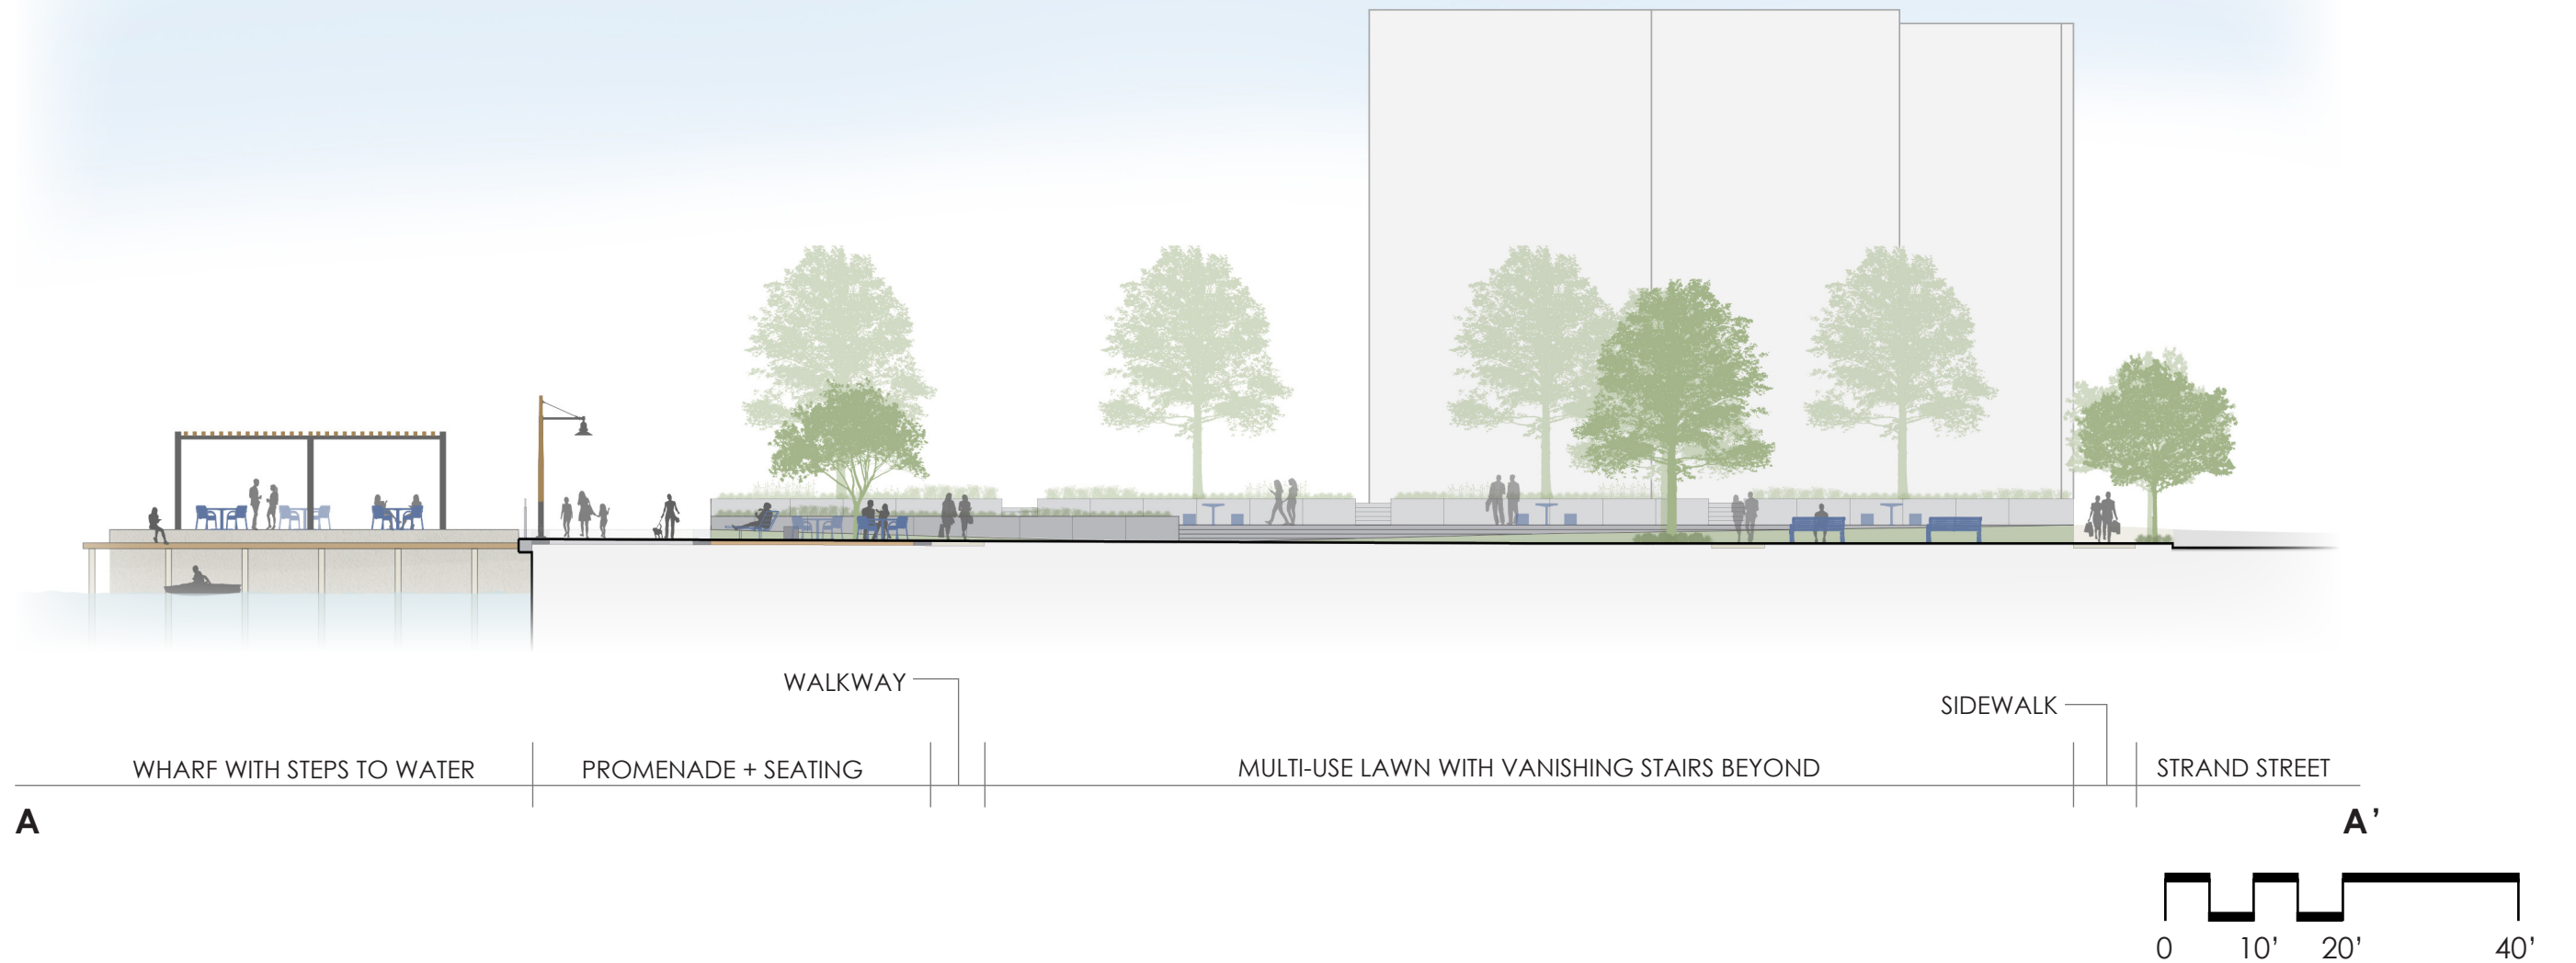 WALKWAY
SIDEWALK
WHARF WITH STEPS TO WATER
PROMENADE + SEATING
MULTI-USE LAWN WITH VANISHING STAIRS BEYOND
STRAND STREET
A
A’
0 10’ 20’ 40’